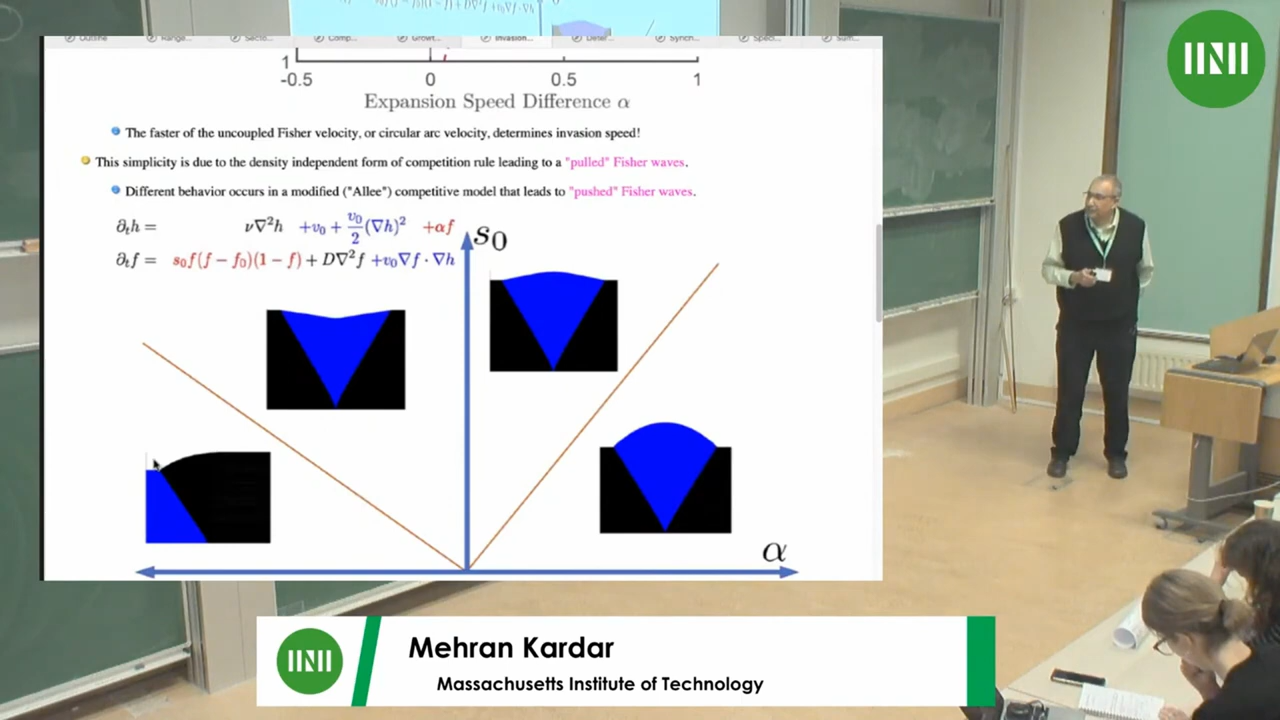 Outline Range... Secto... Comp... Growt... Invasion... Deter... Synch... Speci... Sum...
1
-0.5 0 0.5 1
Expansion Speed Difference α
The faster of the uncoupled Fisher velocity, or circular arc velocity, determines invasion speed!
This simplicity is due to the density independent form of competition rule leading to a "pulled" Fisher waves.
Different behavior occurs in a modified ("Allee") competitive model that leads to "pushed" Fisher waves.
∂ₜh = ν∇²h +v₀ + v₀/2 (∇h)² +αf
∂ₜf = s₀f(f − f₀)(1 − f) + D∇²f +v₀∇f · ∇h
s₀
α
Mehran Kardar
Massachusetts Institute of Technology